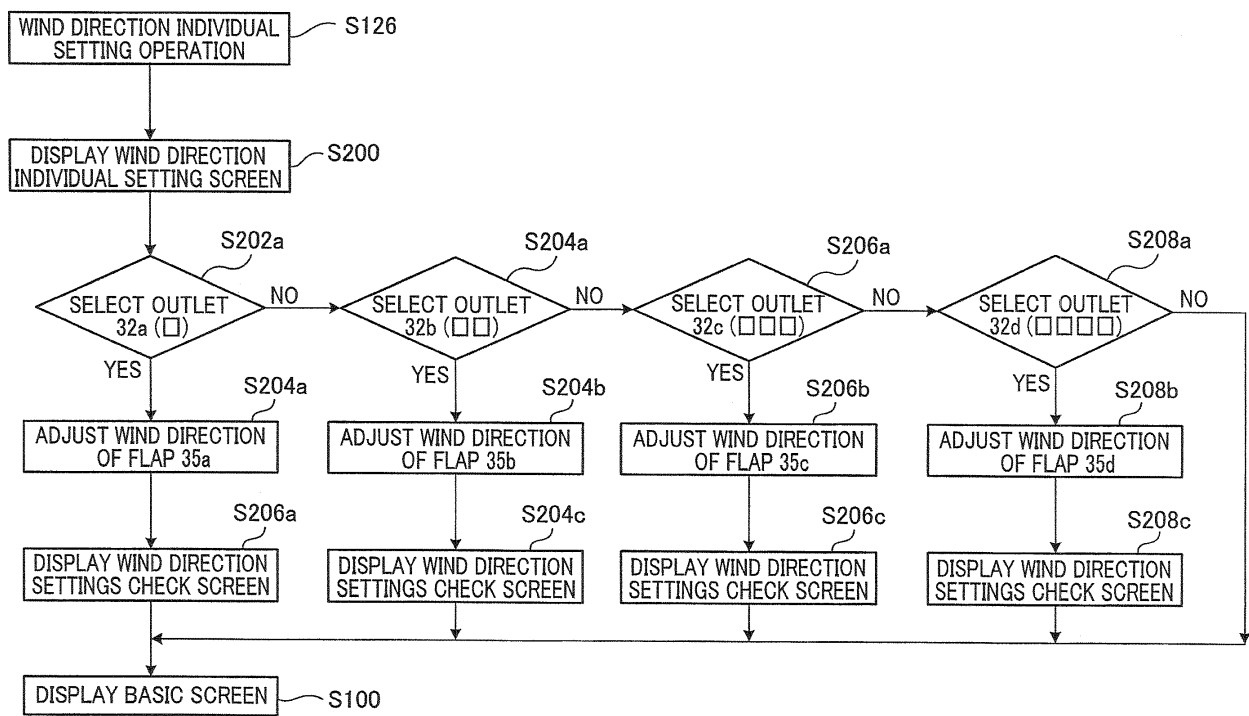 WIND DIRECTION INDIVIDUAL
SETTING OPERATION
S126
DISPLAY WIND DIRECTION
INDIVIDUAL SETTING SCREEN
S200
S202a
SELECT OUTLET
32a (□)
NO
YES
S204a
SELECT OUTLET
32b (□□)
NO
YES
S206a
SELECT OUTLET
32c (□□□)
NO
YES
S208a
SELECT OUTLET
32d (□□□□)
NO
YES
S204a
ADJUST WIND DIRECTION
OF FLAP 35a
S204b
ADJUST WIND DIRECTION
OF FLAP 35b
S206b
ADJUST WIND DIRECTION
OF FLAP 35c
S208b
ADJUST WIND DIRECTION
OF FLAP 35d
S206a
DISPLAY WIND DIRECTION
SETTINGS CHECK SCREEN
S204c
DISPLAY WIND DIRECTION
SETTINGS CHECK SCREEN
S206c
DISPLAY WIND DIRECTION
SETTINGS CHECK SCREEN
S208c
DISPLAY WIND DIRECTION
SETTINGS CHECK SCREEN
DISPLAY BASIC SCREEN
S100